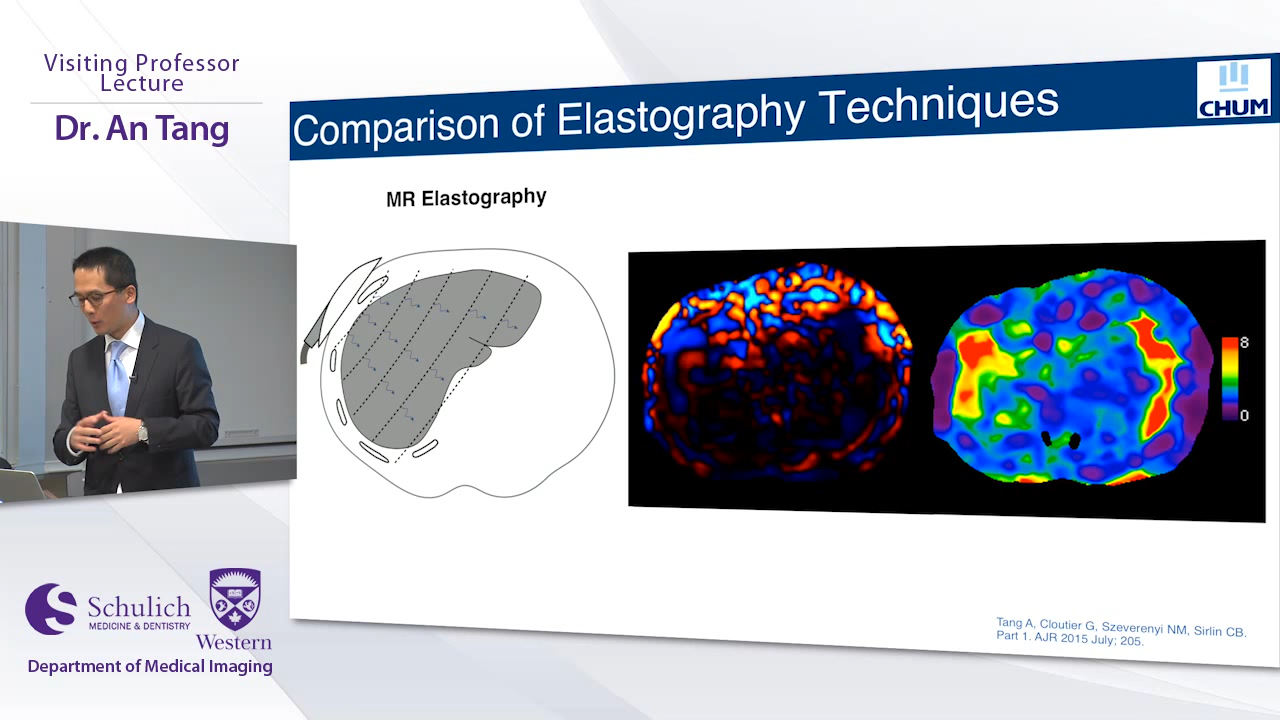 Visiting Professor
Lecture
Dr. An Tang
Comparison of Elastography Techniques
CHUM
MR Elastography
8
0
Tang A, Cloutier G, Szeverenyi NM, Sirlin CB.
Part 1. AJR 2015 July; 205.
Schulich
MEDICINE & DENTISTRY
Western
Department of Medical Imaging